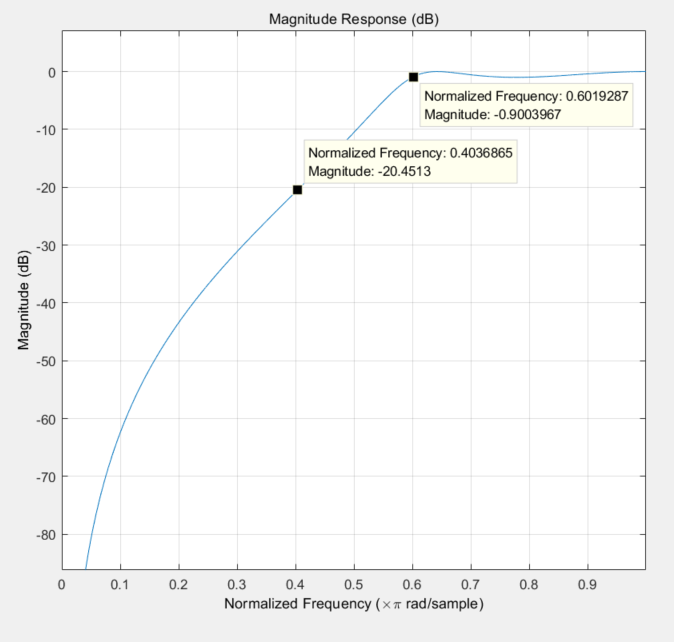 Magnitude Response (dB)
0
Normalized Frequency: 0.6019287
Magnitude: -0.9003967
-10
Normalized Frequency: 0.4036865
Magnitude: -20.4513
-20
-30
Magnitude (dB)
-40
-50
-60
-70
-80
0 0.1 0.2 0.3 0.4 0.5 0.6 0.7 0.8 0.9
Normalized Frequency (×π rad/sample)